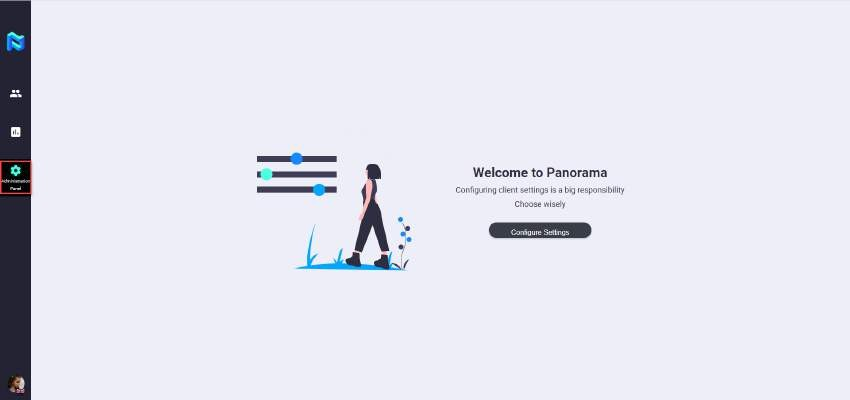 Administration
Panel
Welcome to Panorama
Configuring client settings is a big responsibility
Choose wisely
Configure Settings